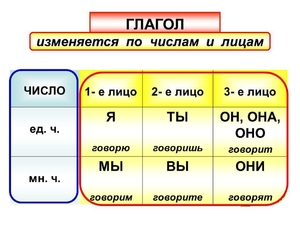 ГЛАГОЛ
изменяется по числам и лицам
ЧИСЛО 1- е лицо 2- е лицо 3- е лицо
ед. ч. Я ТЫ ОН, ОНА,
ОНО
говорю говоришь говорит
мн. ч. МЫ ВЫ ОНИ
говорим говорите говорят